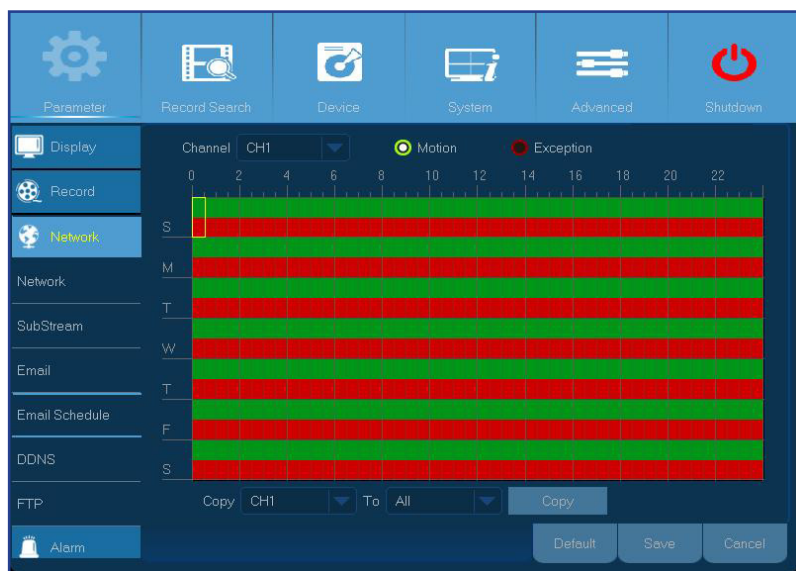 Parameter Record Search Device System Advanced Shutdown
Display
Record
Network
Network
SubStream
Email
Email Schedule
DDNS
FTP
Alarm
Channel CH1 Motion Exception
0 2 4 6 8 10 12 14 16 18 20 22
S
M
T
W
T
F
S
Copy CH1 To All Copy
Default Save Cancel